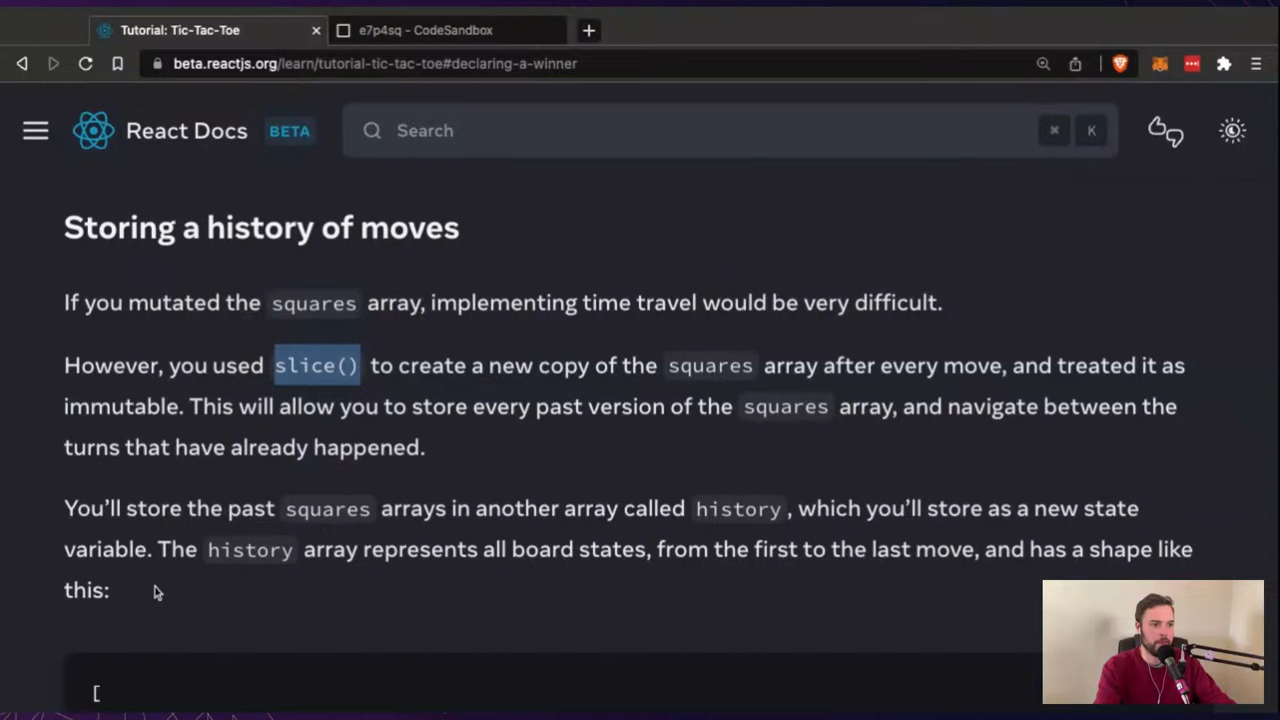 Tutorial: Tic-Tac-Toe
e7p4sq - CodeSandbox
beta.reactjs.org/learn/tutorial-tic-tac-toe#declaring-a-winner
React Docs BETA Search ⌘ K
Storing a history of moves
If you mutated the squares array, implementing time travel would be very difficult.
However, you used slice() to create a new copy of the squares array after every move, and treated it as
immutable. This will allow you to store every past version of the squares array, and navigate between the
turns that have already happened.
You’ll store the past squares arrays in another array called history, which you’ll store as a new state
variable. The history array represents all board states, from the first to the last move, and has a shape like
this:
[